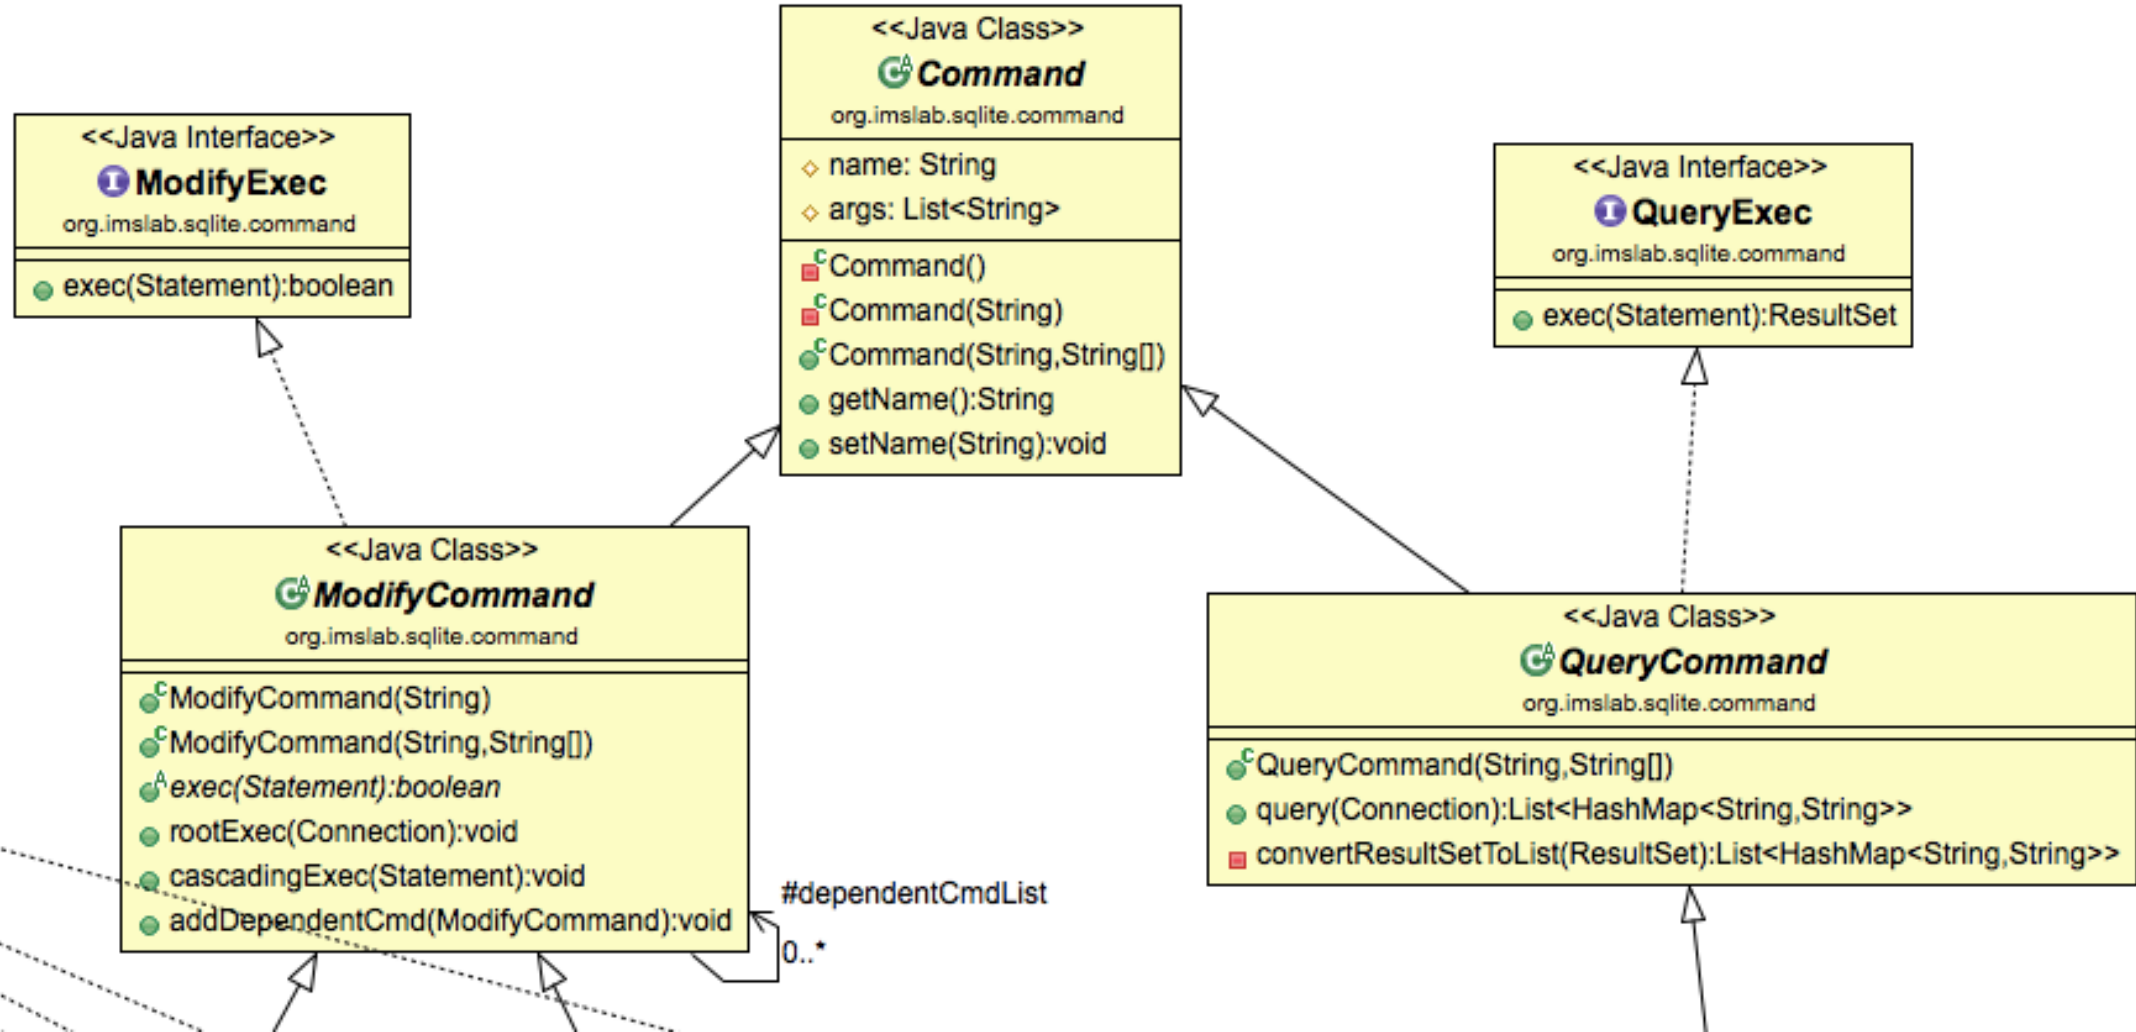 <<Java Class>>
Command
org.imslab.sqlite.command
name: String
args: List<String>
Command()
Command(String)
Command(String,String[])
getName():String
setName(String):void
<<Java Interface>>
ModifyExec
org.imslab.sqlite.command
exec(Statement):boolean
<<Java Interface>>
QueryExec
org.imslab.sqlite.command
exec(Statement):ResultSet
<<Java Class>>
ModifyCommand
org.imslab.sqlite.command
ModifyCommand(String)
ModifyCommand(String,String[])
exec(Statement):boolean
rootExec(Connection):void
cascadingExec(Statement):void
addDependentCmd(ModifyCommand):void
#dependentCmdList
0..*
<<Java Class>>
QueryCommand
org.imslab.sqlite.command
QueryCommand(String,String[])
query(Connection):List<HashMap<String,String>>
convertResultSetToList(ResultSet):List<HashMap<String,String>>